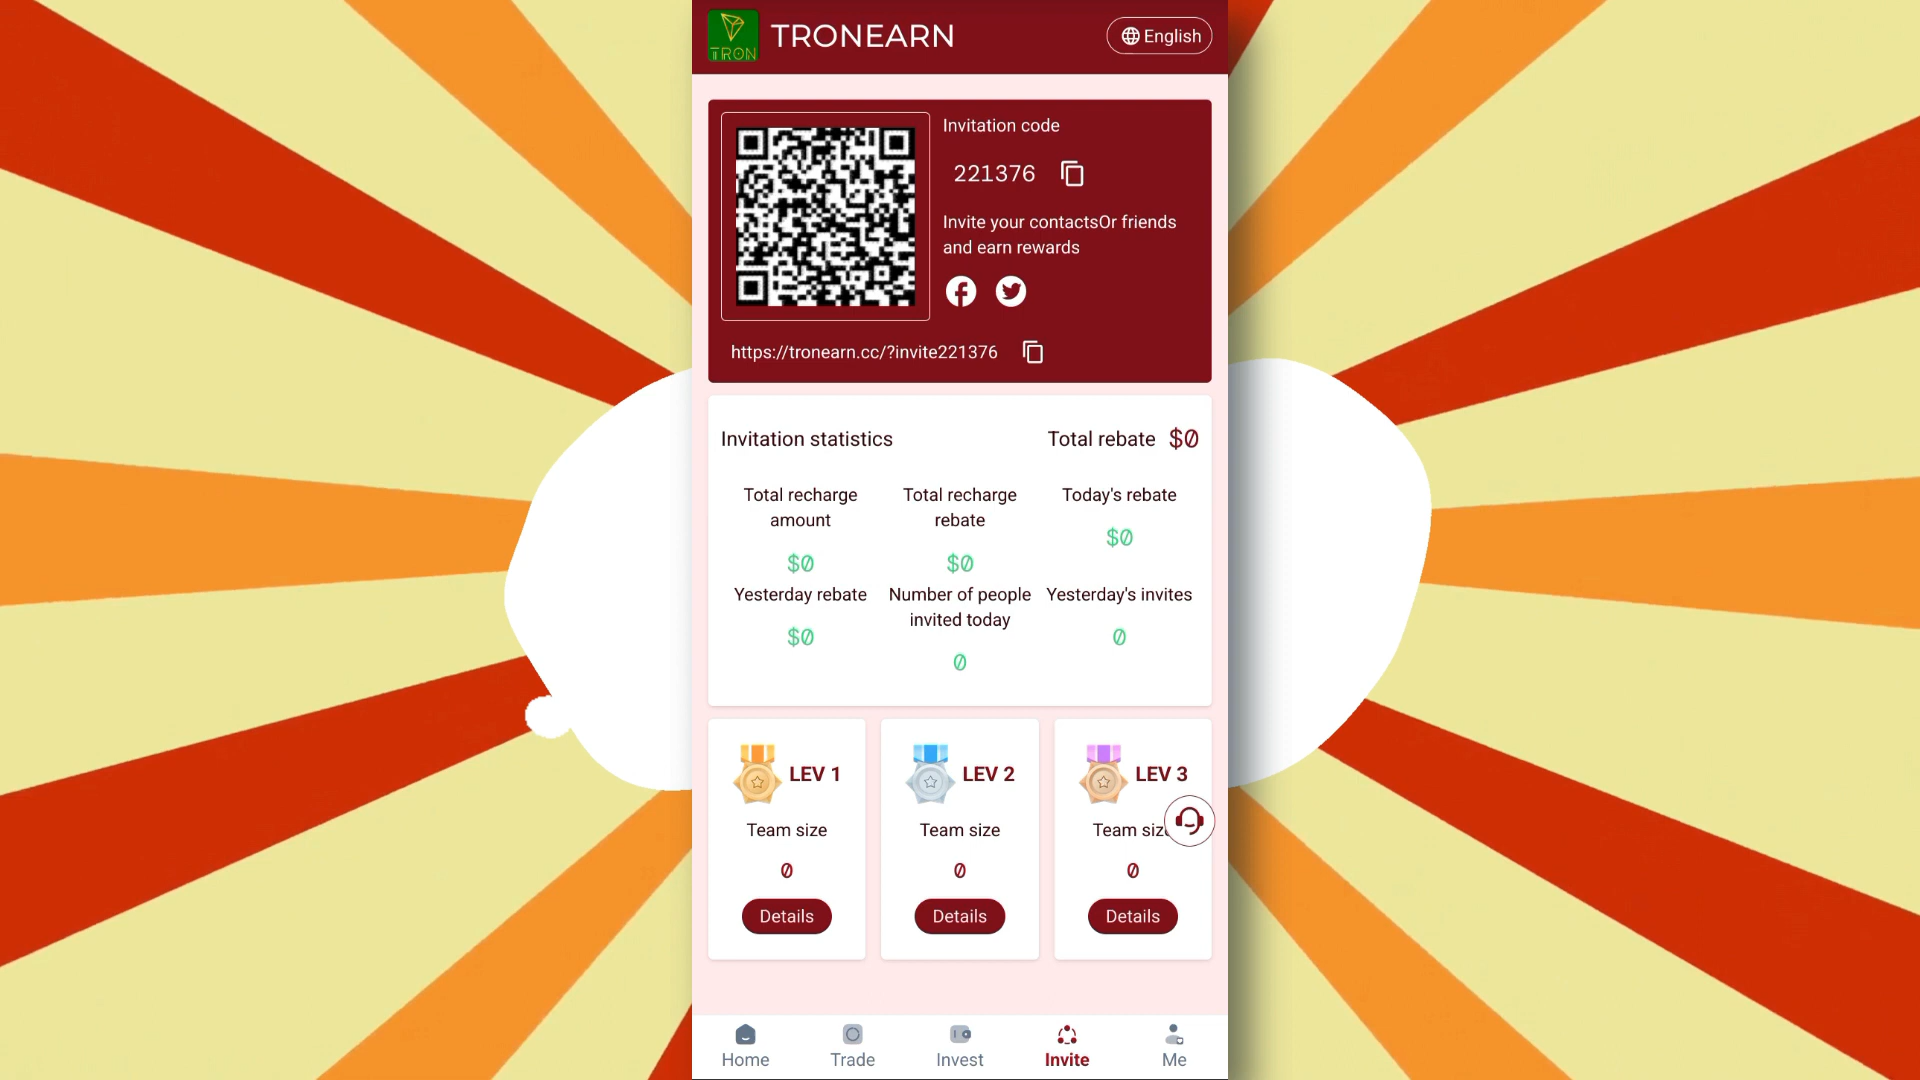 TRON
TRONEARN
English
Invitation code
221376
Invite your contactsOr friends
and earn rewards
https://tronearn.cc/?invite221376
Invitation statistics
Total rebate $0
Total recharge
amount
$0
Total recharge
rebate
$0
Today's rebate
$0
Yesterday rebate
$0
Number of people
invited today
0
Yesterday's invites
0
LEV 1
Team size
0
Details
LEV 2
Team size
0
Details
LEV 3
Team size
0
Details
Home
Trade
Invest
Invite
Me